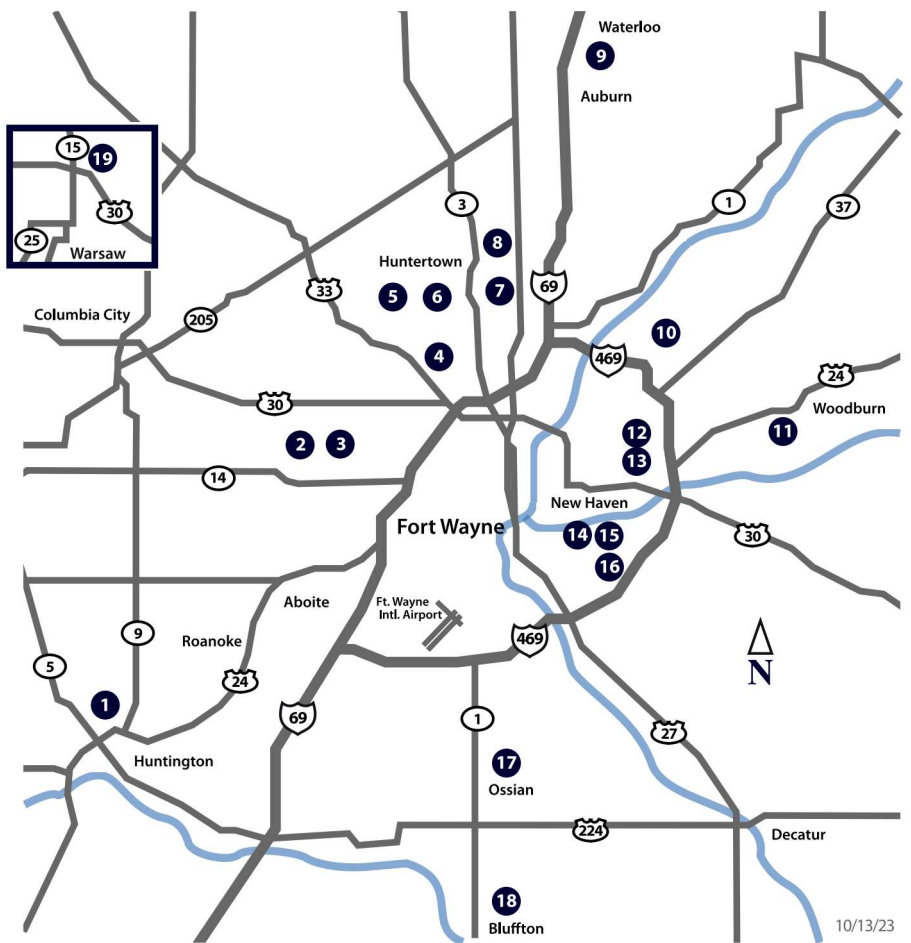 Waterloo
9
Auburn
15
19
30
25
Warsaw
3
1
37
8
Huntertown
33
5
6
7
69
Columbia City
205
10
4
469
24
30
Woodburn
2
3
12
11
13
14
New Haven
Fort Wayne
14
15
30
16
Aboite
Ft. Wayne
Intl. Airport
9
Roanoke
469
5
24
N
1
69
1
27
Huntington
17
Ossian
224
Decatur
18
Bluffton
10/13/23